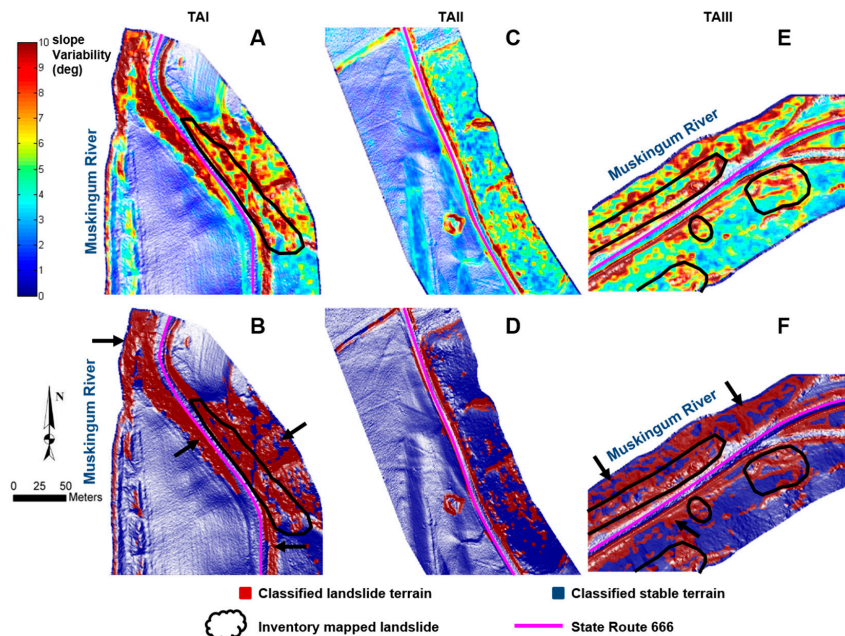 TAI
TAII
TAIII
10
9
8
7
6
5
4
3
2
1
0
slope
Variability
(deg)
A
C
E
Muskingum River
Muskingum River
B
D
F
Muskingum River
Muskingum River
N
0 25 50
Meters
Classified landslide terrain
Classified stable terrain
Inventory mapped landslide
State Route 666